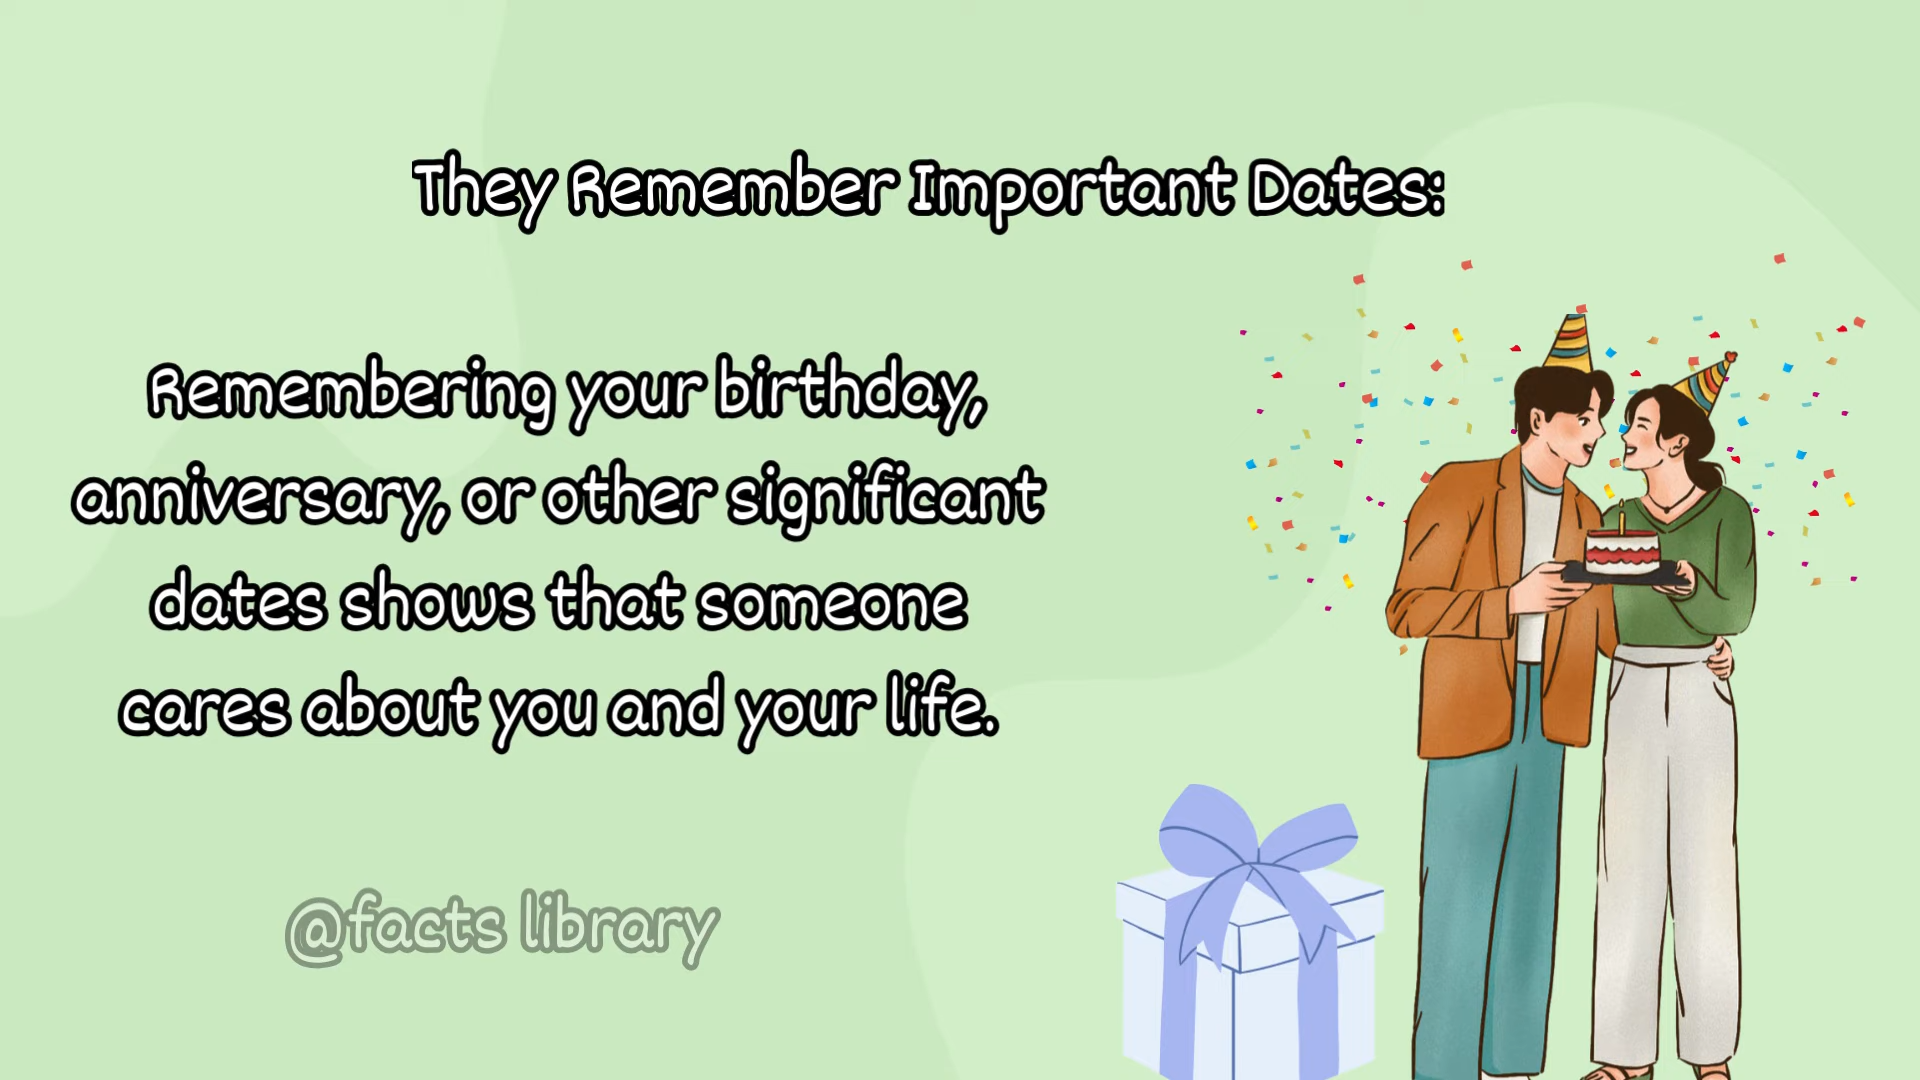 They Remember Important Dates:
Remembering your birthday,
anniversary, or other significant
dates shows that someone
cares about you and your life.
@facts library